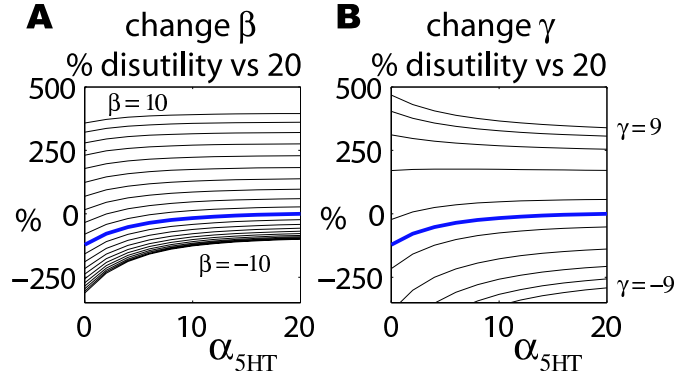 A
change β
% disutility vs 20
500
250
0
−250
%
β = 10
β = −10
0
10
20
α5HT
B
change γ
% disutility vs 20
500
250
0
−250
%
γ = 9
γ = −9
0
10
20
α5HT